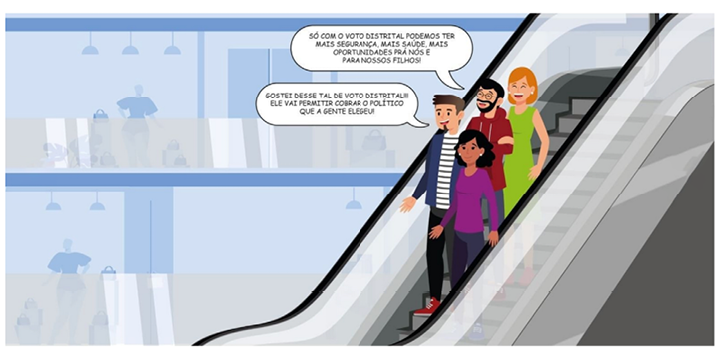 SÓ COM O VOTO DISTRITAL PODEMOS TER
MAIS SEGURANÇA, MAIS SAÚDE, MAIS
OPORTUNIDADES PRÁ NÓS E
PARA NOSSOS FILHOS!
GOSTEI DESSE TAL DE VOTO DISTRITAL!!!
ELE VAI PERMITIR COBRAR O POLÍTICO
QUE A GENTE ELEGEU!